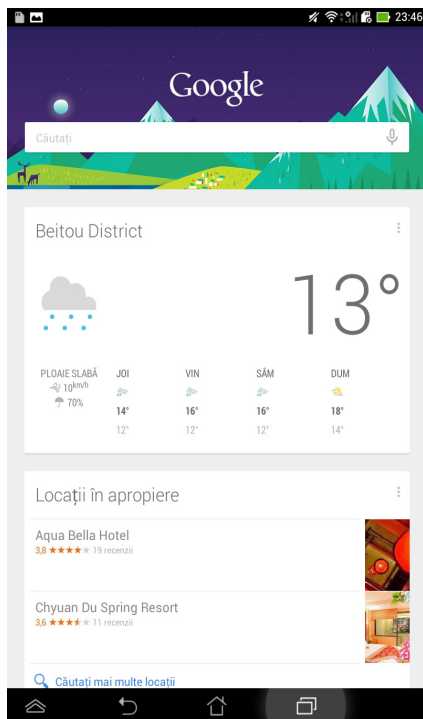 23:46
Google
Căutați
Beitou District
13°
PLOAIE SLABĂ JOI VIN SÂM DUM
10km/h
70%
14° 16° 16° 18°
12° 12° 12° 14°
Locații în apropiere
Aqua Bella Hotel
3,8 ★★★★★ 19 recenzii
Chyuan Du Spring Resort
3,6 ★★★★★ 11 recenzii
Căutați mai multe locații